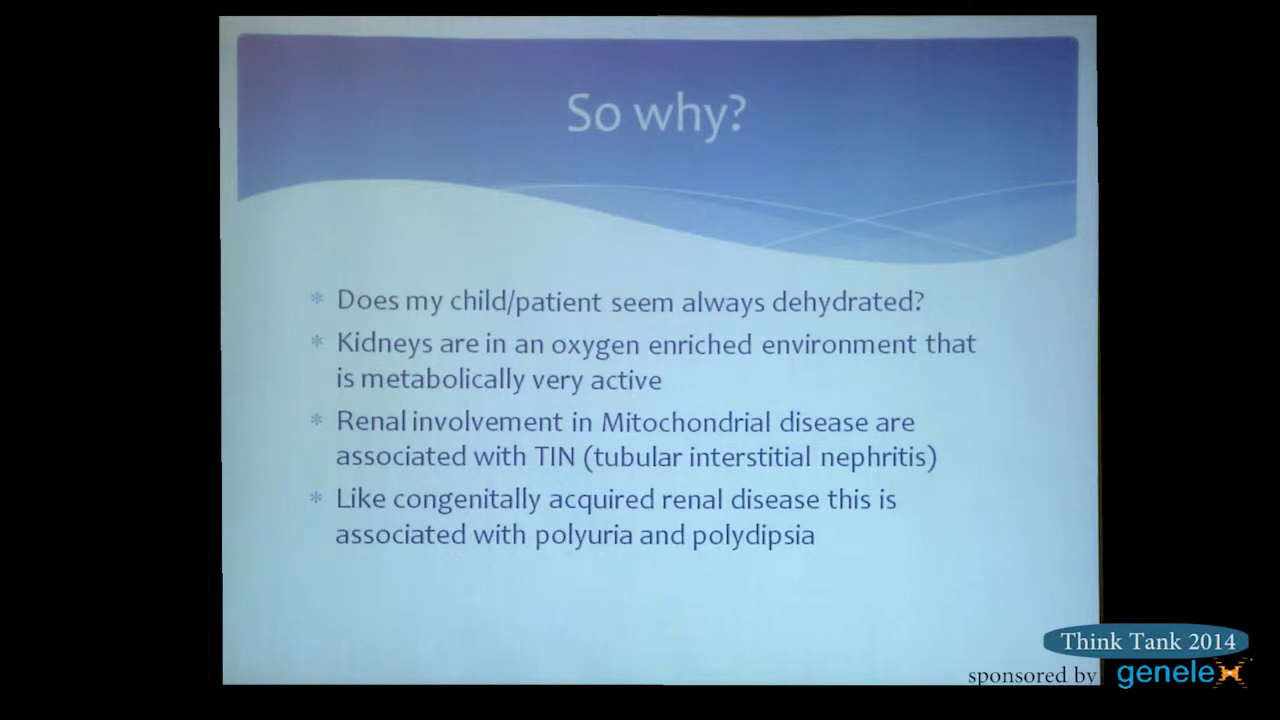 So why?
* Does my child/patient seem always dehydrated?
* Kidneys are in an oxygen enriched environment that
is metabolically very active
* Renal involvement in Mitochondrial disease are
associated with TIN (tubular interstitial nephritis)
* Like congenitally acquired renal disease this is
associated with polyuria and polydipsia
Think Tank 2014
sponsored by genelex